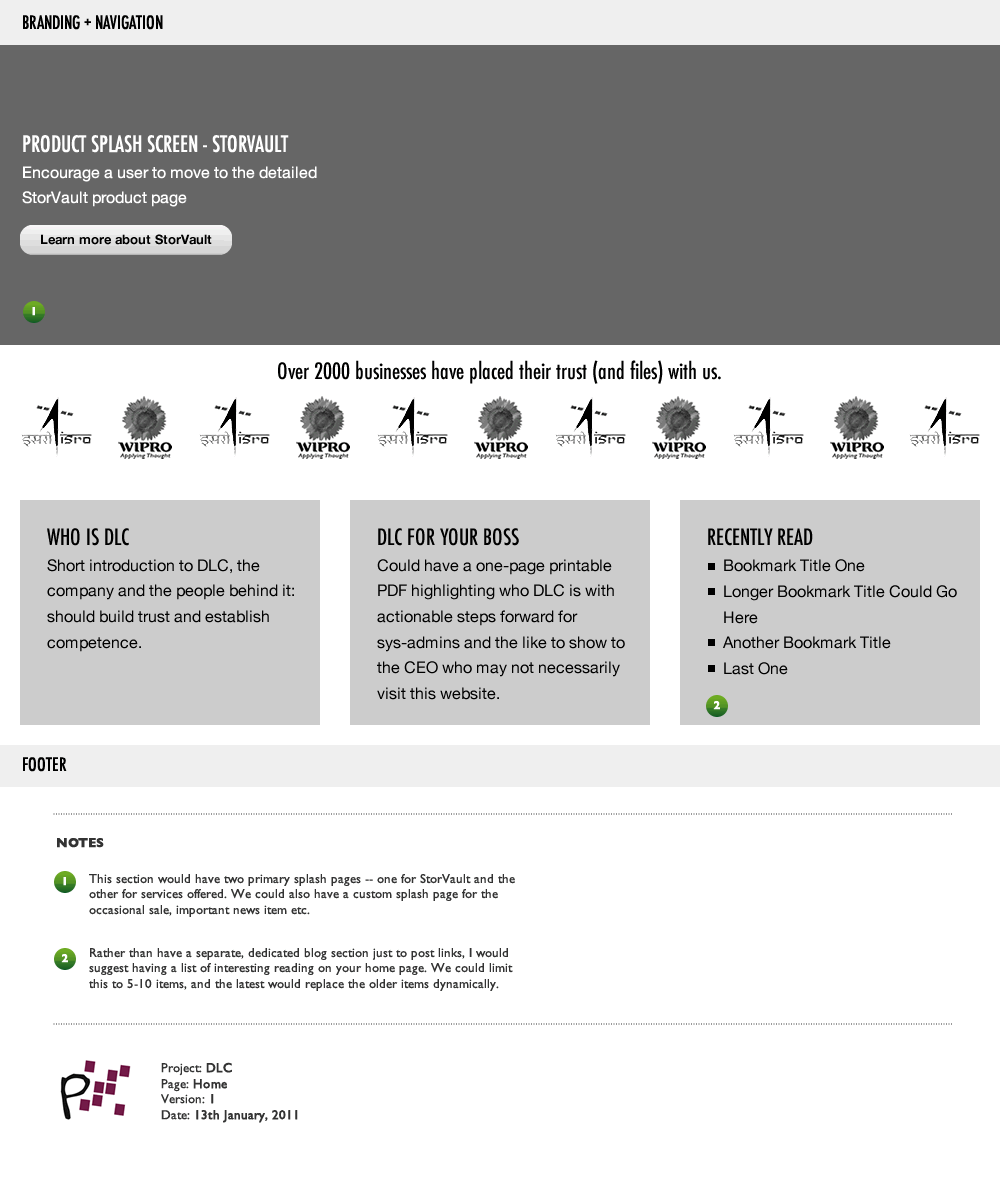 BRANDING + NAVIGATION
PRODUCT SPLASH SCREEN - STORVAULT
Encourage a user to move to the detailed
StorVault product page
Learn more about StorVault
1
Over 2000 businesses have placed their trust (and files) with us.
इसरो isro WIPRO Applying Thought इसरो isro WIPRO Applying Thought इसरो isro WIPRO Applying Thought इसरो isro WIPRO Applying Thought इसरो isro WIPRO Applying Thought इसरो isro
WHO IS DLC
Short introduction to DLC, the
company and the people behind it:
should build trust and establish
competence.
DLC FOR YOUR BOSS
Could have a one-page printable
PDF highlighting who DLC is with
actionable steps forward for
sys-admins and the like to show to
the CEO who may not necessarily
visit this website.
RECENTLY READ
Bookmark Title One
Longer Bookmark Title Could Go
Here
Another Bookmark Title
Last One
2
FOOTER
NOTES
1 This section would have two primary splash pages -- one for StorVault and the
other for services offered. We could also have a custom splash page for the
occasional sale, important news item etc.
2 Rather than have a separate, dedicated blog section just to post links, I would
suggest having a list of interesting reading on your home page. We could limit
this to 5-10 items, and the latest would replace the older items dynamically.
Project: DLC
Page: Home
Version: 1
Date: 13th January, 2011